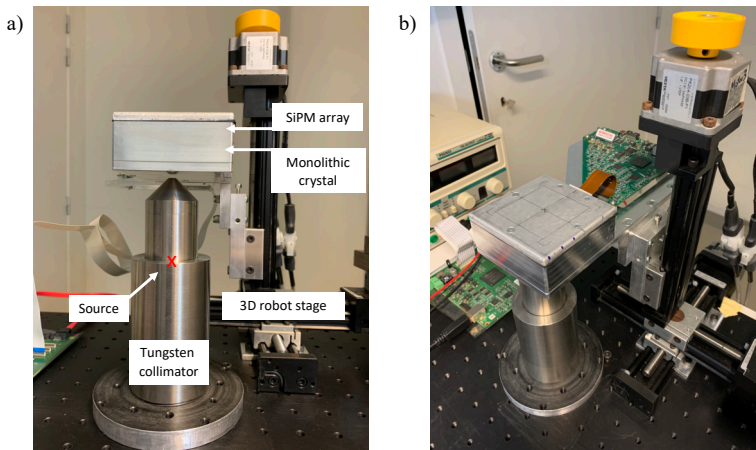 a)
b)
SiPM array
Monolithic
crystal
Source
3D robot stage
Tungsten
collimator